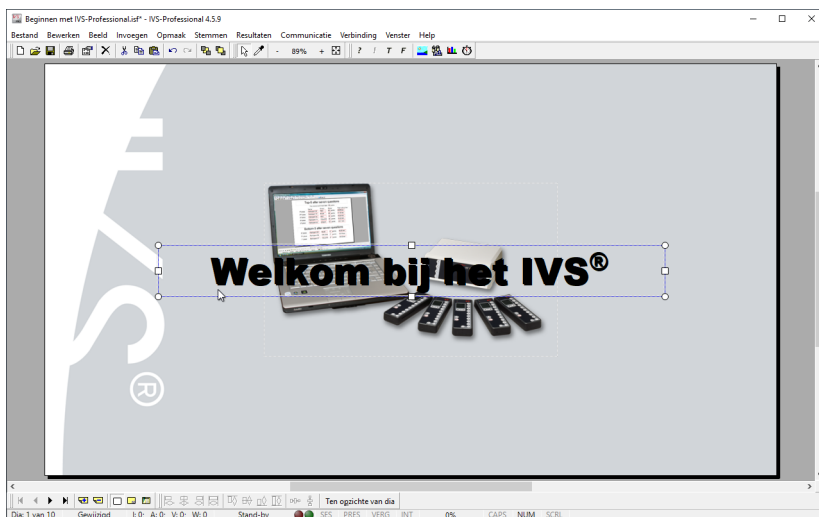 Beginnen met IVS-Professional.isf* - IVS-Professional 4.5.9
Bestand Bewerken Beeld Invoegen Opmaak Stemmen Resultaten Communicatie Verbinding Venster Help
- 89% + ? ! T F
IVS®
Welkom bij het IVS®
Ten opzichte van dia
Dia: 1 van 10 Gewijzigd I: 0; A: 0; V: 0; W: 0 Stand-by SES PRES VERG INT 0% CAPS NUM SCRL